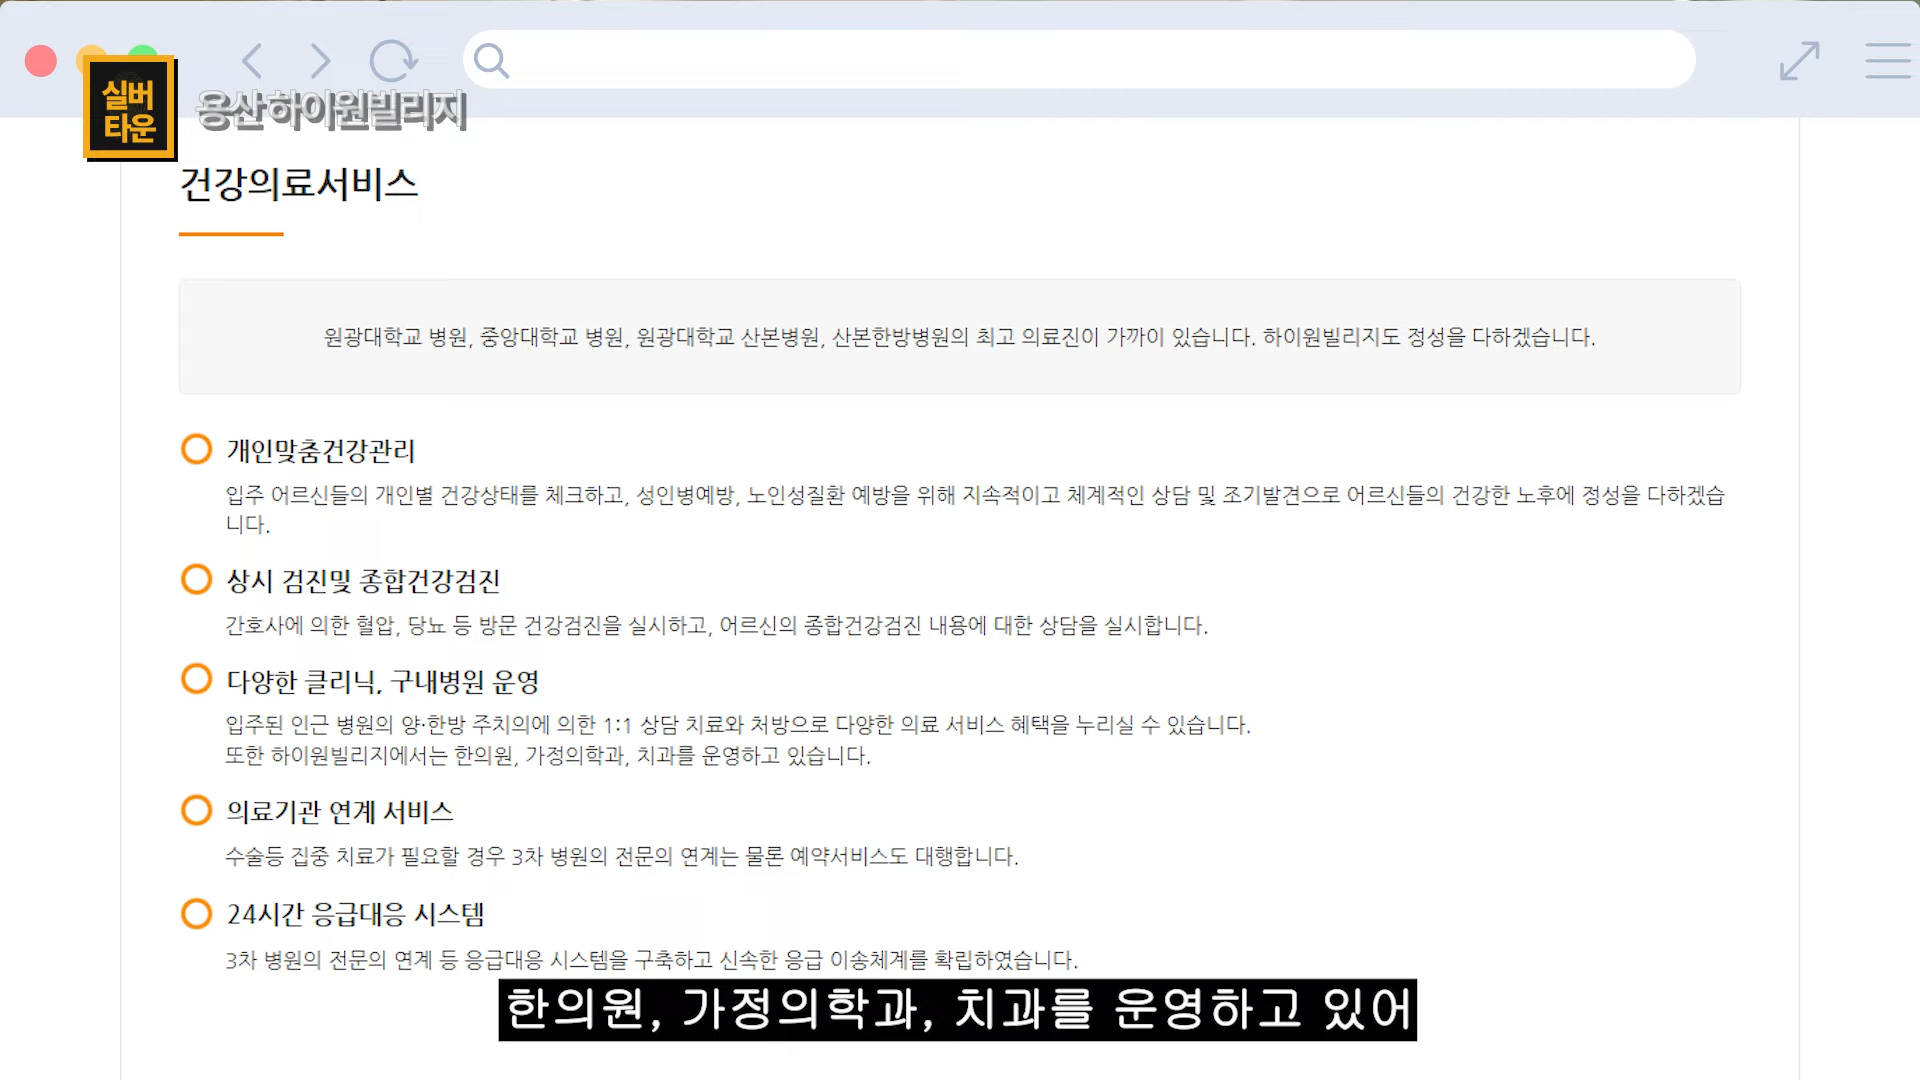 실버
타운
용산하이원빌리지
건강의료서비스
원광대학교 병원, 중앙대학교 병원, 원광대학교 산본병원, 산본한방병원의 최고 의료진이 가까이 있습니다. 하이원빌리지도 정성을 다하겠습니다.
개인맞춤건강관리
입주 어르신들의 개인별 건강상태를 체크하고, 성인병예방, 노인성질환 예방을 위해 지속적이고 체계적인 상담 및 조기발견으로 어르신들의 건강한 노후에 정성을 다하겠습
니다.
상시 검진및 종합건강검진
간호사에 의한 혈압, 당뇨 등 방문 건강검진을 실시하고, 어르신의 종합건강검진 내용에 대한 상담을 실시합니다.
다양한 클리닉, 구내병원 운영
입주된 인근 병원의 양·한방 주치의에 의한 1:1 상담 치료와 처방으로 다양한 의료 서비스 혜택을 누리실 수 있습니다.
또한 하이원빌리지에서는 한의원, 가정의학과, 치과를 운영하고 있습니다.
의료기관 연계 서비스
수술등 집중 치료가 필요할 경우 3차 병원의 전문의 연계는 물론 예약서비스도 대행합니다.
24시간 응급대응 시스템
3차 병원의 전문의 연계 등 응급대응 시스템을 구축하고 신속한 응급 이송체계를 확립하였습니다.
한의원, 가정의학과, 치과를 운영하고 있어